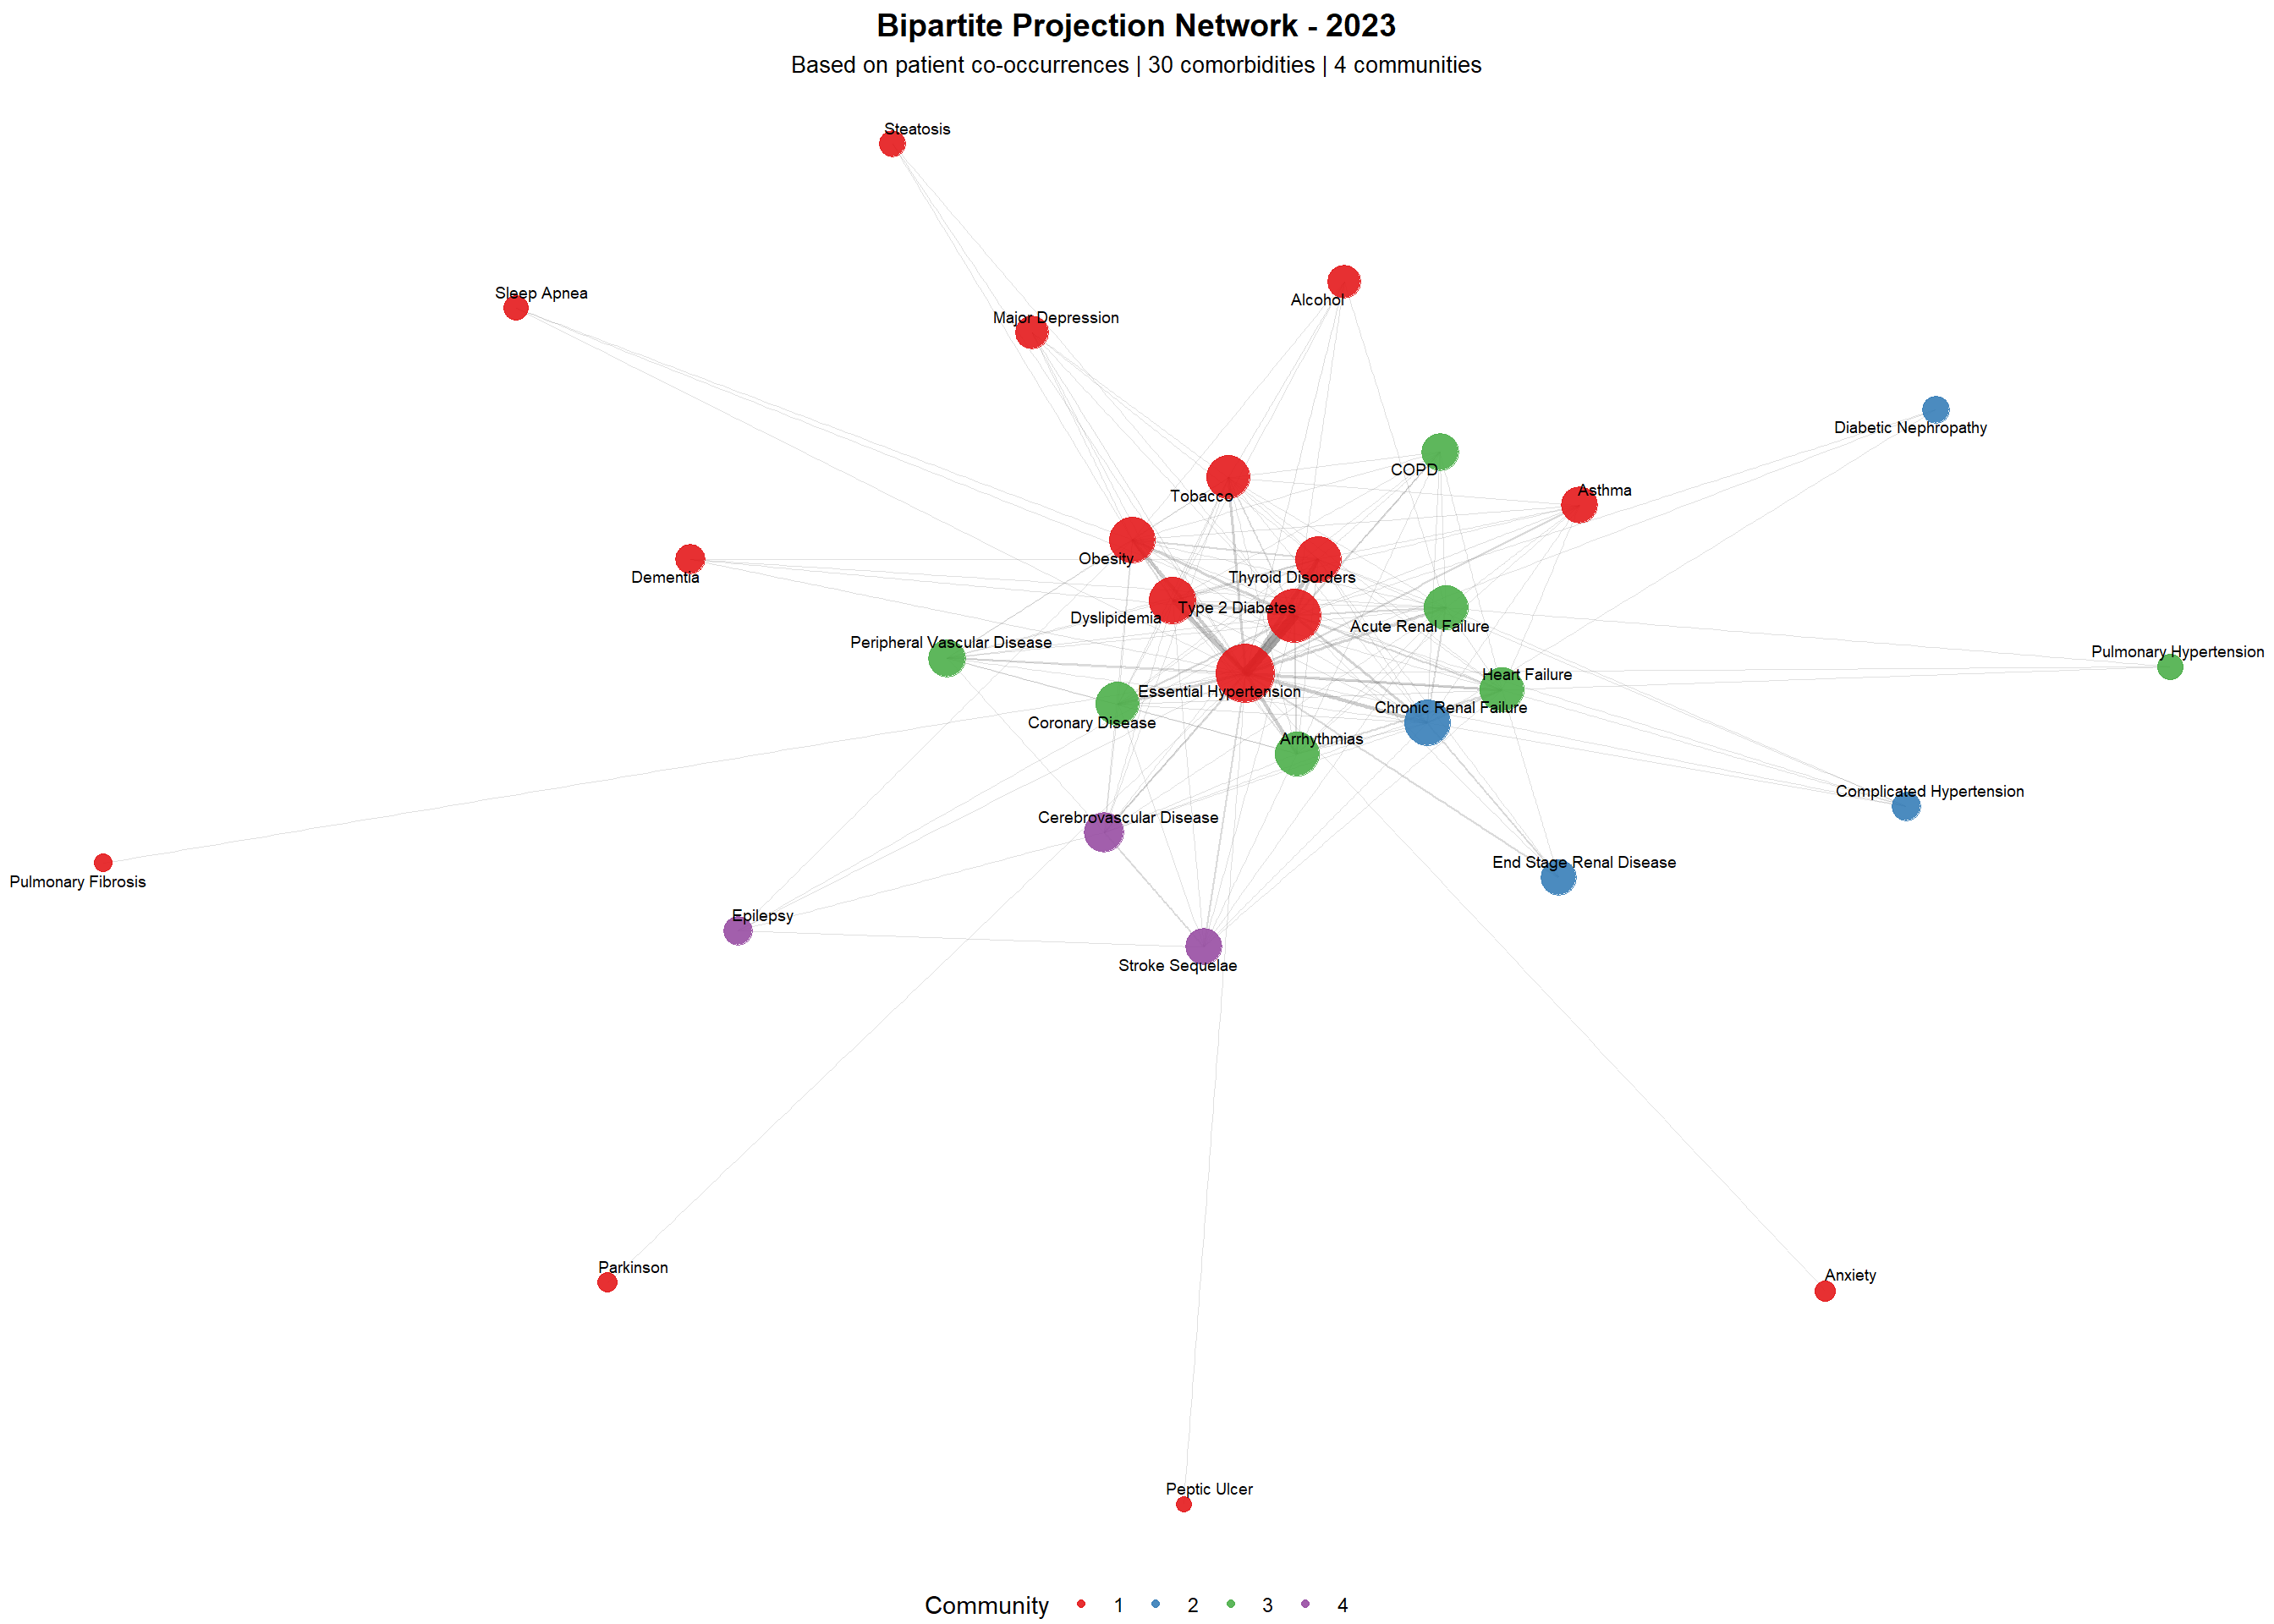 Bipartite Projection Network - 2023
Based on patient co-occurrences | 30 comorbidities | 4 communities
Steatosis
Sleep Apnea
Alcohol
Major Depression
Diabetic Nephropathy
COPD
Asthma
Tobacco
Obesity
Dementia
Thyroid Disorders
Type 2 Diabetes
Dyslipidemia
Acute Renal Failure
Peripheral Vascular Disease
Pulmonary Hypertension
Heart Failure
Essential Hypertension
Chronic Renal Failure
Coronary Disease
Arrhythmias
Complicated Hypertension
Cerebrovascular Disease
End Stage Renal Disease
Pulmonary Fibrosis
Epilepsy
Stroke Sequelae
Parkinson
Anxiety
Peptic Ulcer
Community 1 2 3 4